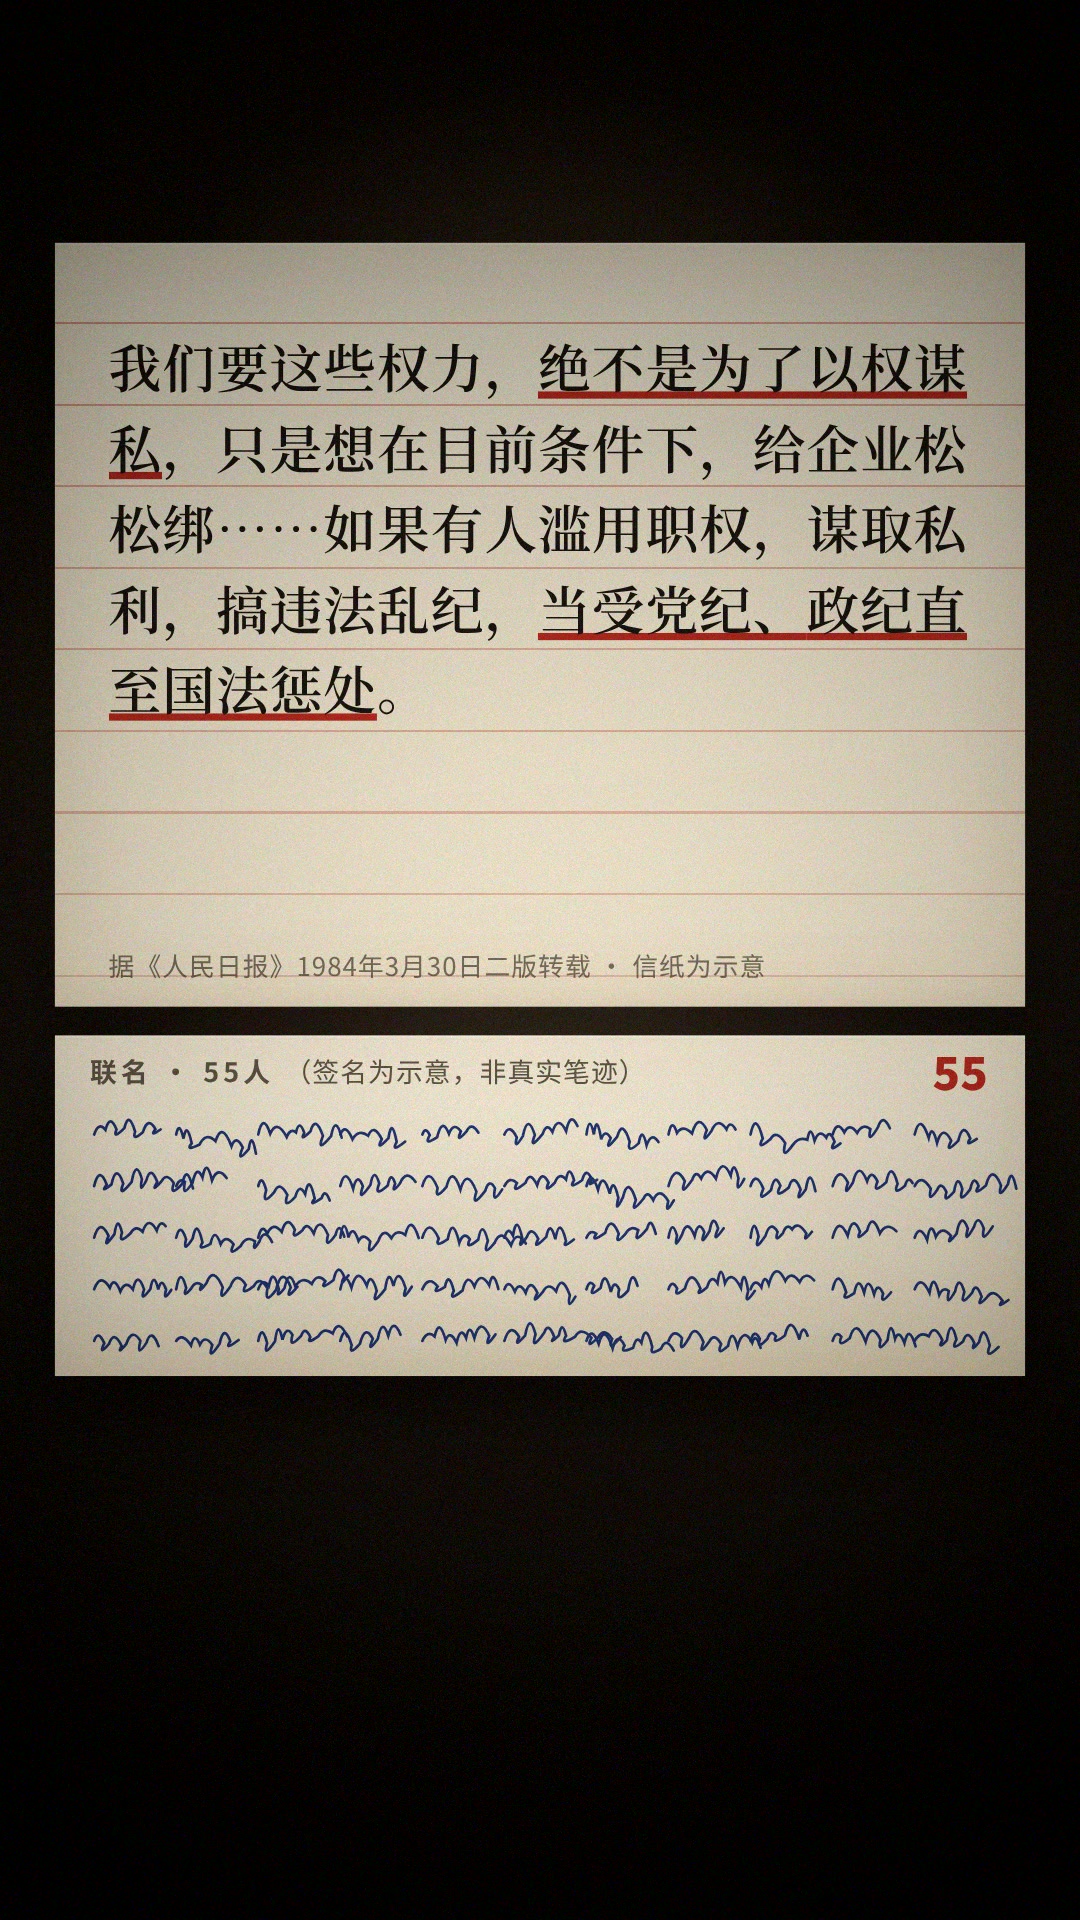 我们要这些权力，绝不是为了以权谋
私，只是想在目前条件下，给企业松
松绑……如果有人滥用职权，谋取私
利，搞违法乱纪，当受党纪、政纪直
至国法惩处。
据《人民日报》1984年3月30日二版转载 · 信纸为示意
联名 · 55人 （签名为示意，非真实笔迹）
55